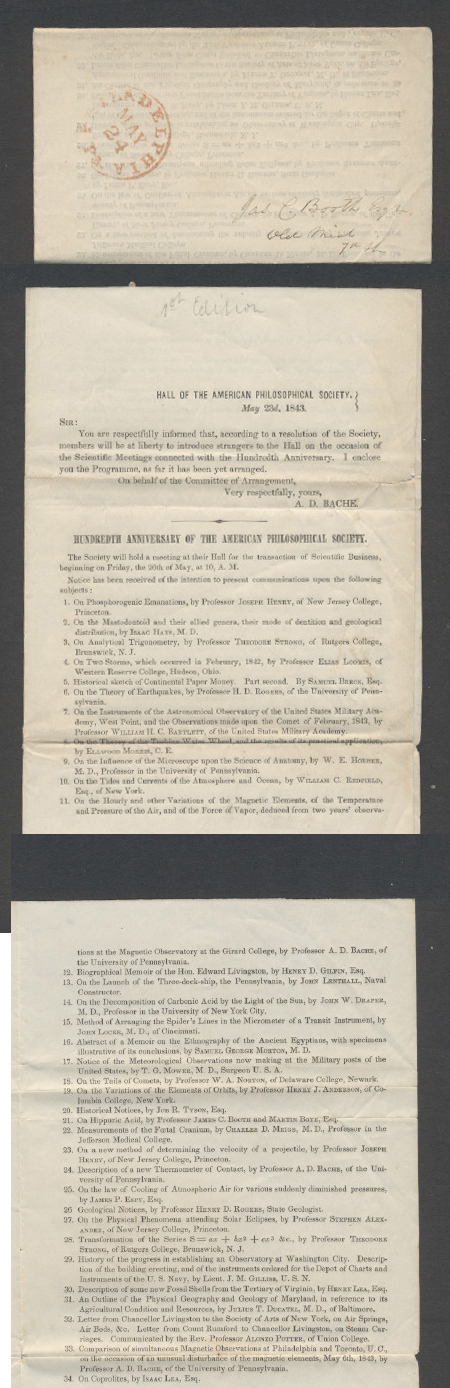 PHILADELPHIA
MAY
24
Jas. C. Booth Esq.
Old Mint
7th
1st Edition
HALL OF THE AMERICAN PHILOSOPHICAL SOCIETY,
May 23d, 1843.
SIR:
You are respectfully informed that, according to a resolution of the Society,
members will be at liberty to introduce strangers to the Hall on the occasion of
the Scientific Meetings connected with the Hundredth Anniversary. I enclose
you the Programme, as far it has been yet arranged.
On behalf of the Committee of Arrangement,
Very respectfully, yours,
A. D. BACHE.
HUNDREDTH ANNIVERSARY OF THE AMERICAN PHILOSOPHICAL SOCIETY.
The Society will hold a meeting at their Hall for the transaction of Scientific Business,
beginning on Friday, the 26th of May, at 10, A. M.
Notice has been received of the intention to present communications upon the following
subjects:
1. On Phosphorogenic Emanations, by Professor JOSEPH HENRY, of New Jersey College,
Princeton.
2. On the Mastodontoid and their allied genera, their mode of dentition and geological
distribution, by ISAAC HAYS, M. D.
3. On Analytical Trigonometry, by Professor THEODORE STRONG, of Rutgers College,
Brunswick, N. J.
4. On Two Storms, which occurred in February, 1842, by Professor ELIAS LOOMIS, of
Western Reserve College, Hudson, Ohio.
5. Historical sketch of Continental Paper Money. Part second. By SAMUEL BRECK, Esq.
6. On the Theory of Earthquakes, by Professor H. D. ROGERS, of the University of Penn-
sylvania.
7. On the Instruments of the Astronomical Observatory of the United States Military Aca-
demy, West Point, and the Observations made upon the Comet of February, 1843, by
Professor WILLIAM H. C. BARTLETT, of the United States Military Academy.
8. On the Theory of the Turbine Water Wheel, and the results of its practical application,
by ELLWOOD MORRIS, C. E.
9. On the Influence of the Microscope upon the Science of Anatomy, by W. E. HORNER,
M. D., Professor in the University of Pennsylvania.
10. On the Tides and Currents of the Atmosphere and Ocean, by WILLIAM C. REDFIELD,
Esq., of New York.
11. On the Hourly and other Variations of the Magnetic Elements, of the Temperature
and Pressure of the Air, and of the Force of Vapor, deduced from two years' observa-
tions at the Magnetic Observatory at the Girard College, by Professor A. D. BACHE, of
the University of Pennsylvania.
12. Biographical Memoir of the Hon. Edward Livingston, by HENRY D. GILPIN, Esq.
13. On the Launch of the Three-deck-ship, the Pennsylvania, by JOHN LENTHALL, Naval
Constructor.
14. On the Decomposition of Carbonic Acid by the Light of the Sun, by JOHN W. DRAPER,
M. D., Professor in the University of New York City.
15. Method of Arranging the Spider's Lines in the Micrometer of a Transit Instrument, by
JOHN LOCKE, M. D., of Cincinnati.
16. Abstract of a Memoir on the Ethnography of the Ancient Egyptians, with specimens
illustrative of its conclusions, by SAMUEL GEORGE MORTON, M. D.
17. Notice of the Meteorological Observations now making at the Military posts of the
United States, by T. G. MOWER, M. D., Surgeon U. S. A.
18. On the Tails of Comets, by Professor W. A. NORTON, of Delaware College, Newark.
19. On the Variations of the Elements of Orbits, by Professor HENRY J. ANDERSON, of Co-
lumbia College, New York.
20. Historical Notices, by JOB R. TYSON, Esq.
21. On Hippuric Acid, by Professor JAMES C. BOOTH and MARTIN BOYE, Esq.
22. Measurements of the Fœtal Cranium, by CHARLES D. MEIGS, M. D., Professor in the
Jefferson Medical College.
23. On a new method of determining the velocity of a projectile, by Professor JOSEPH
HENRY, of New Jersey College, Princeton.
24. Description of a new Thermometer of Contact, by Professor A. D. BACHE, of the Uni-
versity of Pennsylvania.
25. On the law of Cooling of Atmospheric Air for various suddenly diminished pressures,
by JAMES P. ESPY, Esq.
26 Geological Notices, by Professor HENRY D. ROGERS, State Geologist.
27. On the Physical Phenomena attending Solar Eclipses, by Professor STEPHEN ALEX-
ANDER, of New Jersey College, Princeton.
28. Transformation of the Series S = ax + bx² + cx³ &c., by Professor THEODORE
STRONG, of Rutgers College, Brunswick, N. J.
29. History of the progress in establishing an Observatory at Washington City. Descrip-
tion of the building erecting, and of the instruments ordered for the Depot of Charts and
Instruments of the U. S. Navy, by Lieut. J. M. GILLISS, U. S. N.
30. Description of some new Fossil Shells from the Tertiary of Virginia, by HENRY LEA, Esq.
31. An Outline of the Physical Geography and Geology of Maryland, in reference to its
Agricultural Condition and Resources, by JULIUS T. DUCATEL, M. D., of Baltimore.
32. Letter from Chancellor Livingston to the Society of Arts of New York, on Air Springs,
Air Beds, &c. Letter from Count Rumford to Chancellor Livingston, on Steam Car-
riages. Communicated by the Rev. Professor ALONZO POTTER, of Union College.
33. Comparison of simultaneous Magnetic Observations at Philadelphia and Toronto, U. C.,
on the occasion of an unusual disturbance of the magnetic elements, May 6th, 1843, by
Professor A. D. BACHE, of the University of Pennsylvania.
34. On Coprolites, by ISAAC LEA, Esq.